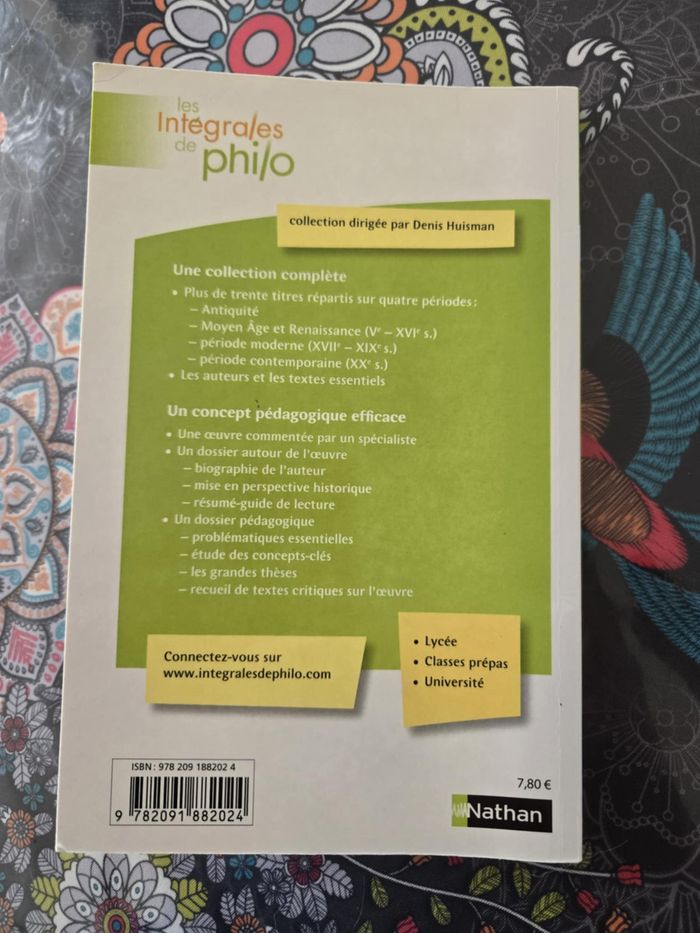 les
Intégrales
de philo
collection dirigée par Denis Huisman
Une collection complète
• Plus de trente titres répartis sur quatre périodes :
– Antiquité
– Moyen Âge et Renaissance (Vᵉ – XVIᵉ s.)
– période moderne (XVIIᵉ – XIXᵉ s.)
– période contemporaine (XXᵉ s.)
• Les auteurs et les textes essentiels
Un concept pédagogique efficace
• Une œuvre commentée par un spécialiste
• Un dossier autour de l'œuvre
– biographie de l'auteur
– mise en perspective historique
– résumé-guide de lecture
• Un dossier pédagogique
– problématiques essentielles
– étude des concepts-clés
– les grandes thèses
– recueil de textes critiques sur l'œuvre
Connectez-vous sur
www.integralesdephilo.com
• Lycée
• Classes prépas
• Université
ISBN : 978 209 188202 4
9 782091 882024
7,80 €
Nathan